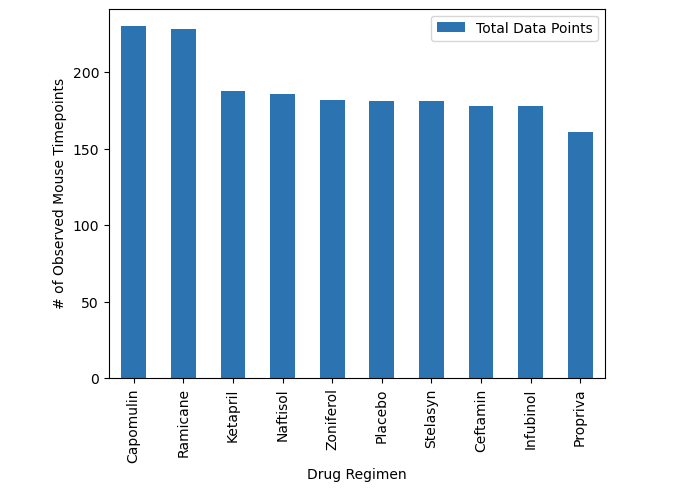 Total Data Points
# of Observed Mouse Timepoints
200
150
100
50
0
Capomulin
Ramicane
Ketapril
Naftisol
Zoniferol
Placebo
Stelasyn
Ceftamin
Infubinol
Propriva
Drug Regimen